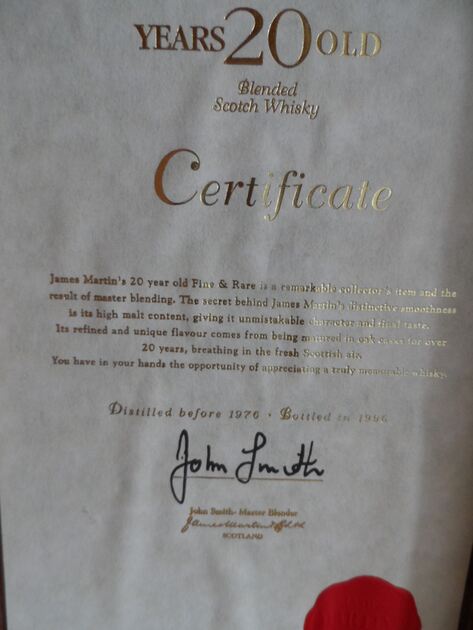 YEARS 20 OLD
Blended
Scotch Whisky
Certificate
James Martin's 20 year old Fine & Rare is a remarkable collector's item and the
result of master blending. The secret behind James Martin's distinctive smoothness
is its high malt content, giving it unmistakable character and final taste.
Its refined and unique flavour comes from being matured in oak casks for over
20 years, breathing in the fresh Scottish air.
You have in your hands the opportunity of appreciating a truly memorable whisky.
Distilled before 1976 · Bottled in 1996
John Smith
John Smith- Master Blender
James Martin &
SCOTLAND